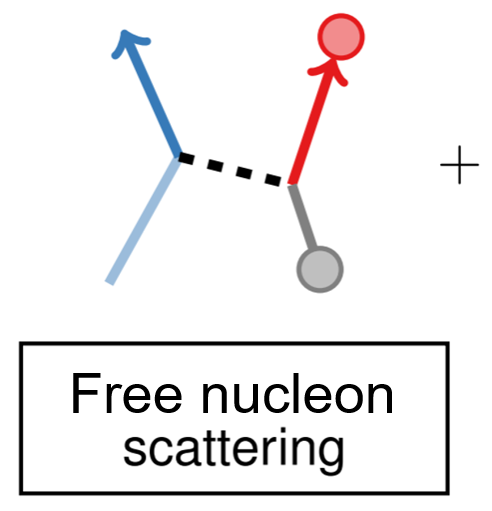 +
Free nucleon
scattering